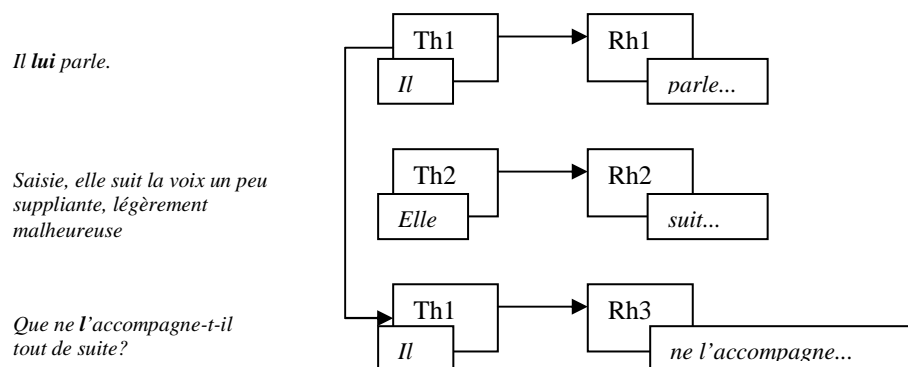 Il lui parle.
Th1
Rh1
Il
parle...
Saisie, elle suit la voix un peu
suppliante, légèrement
malheureuse
Th2
Rh2
Elle
suit...
Que ne l'accompagne-t-il
tout de suite?
Th1
Rh3
Il
ne l'accompagne...